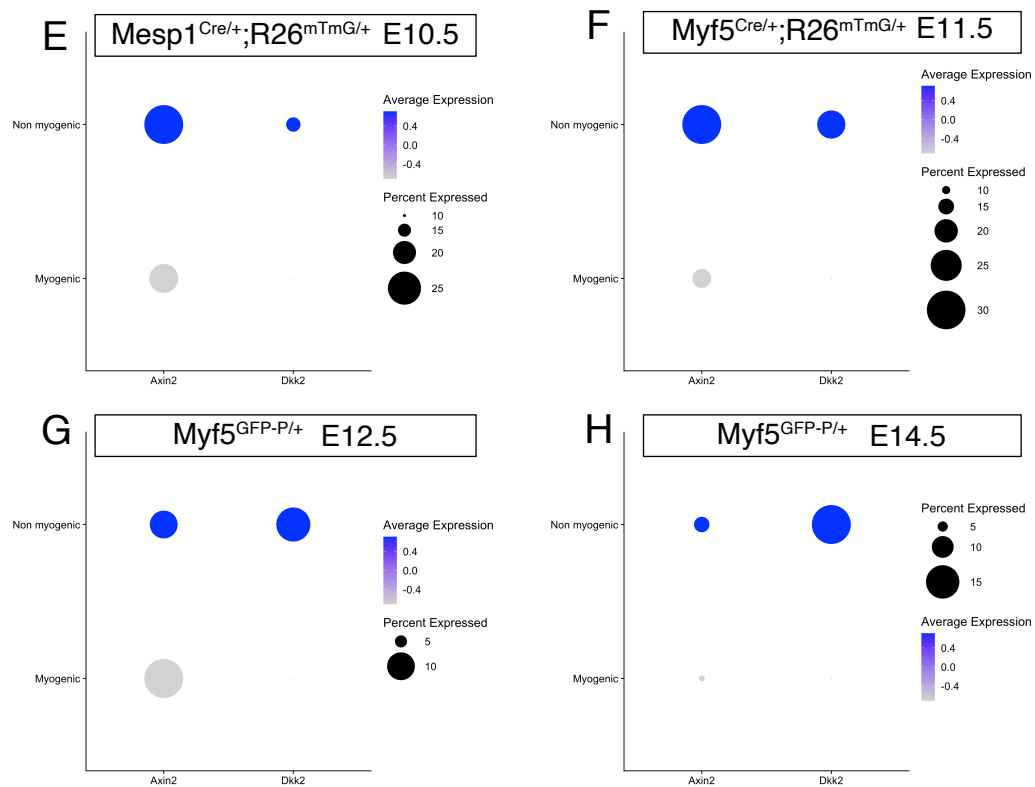 E
Mesp1Cre/+;R26mTmG/+ E10.5
Non myogenic
Myogenic
Axin2
Dkk2
Average Expression
0.4
0.0
-0.4
Percent Expressed
10
15
20
25
F
Myf5Cre/+;R26mTmG/+ E11.5
Non myogenic
Myogenic
Axin2
Dkk2
Average Expression
0.4
0.0
-0.4
Percent Expressed
10
15
20
25
30
G
Myf5GFP-P/+ E12.5
Non myogenic
Myogenic
Axin2
Dkk2
Average Expression
0.4
0.0
-0.4
Percent Expressed
5
10
H
Myf5GFP-P/+ E14.5
Non myogenic
Myogenic
Axin2
Dkk2
Percent Expressed
5
10
15
Average Expression
0.4
0.0
-0.4